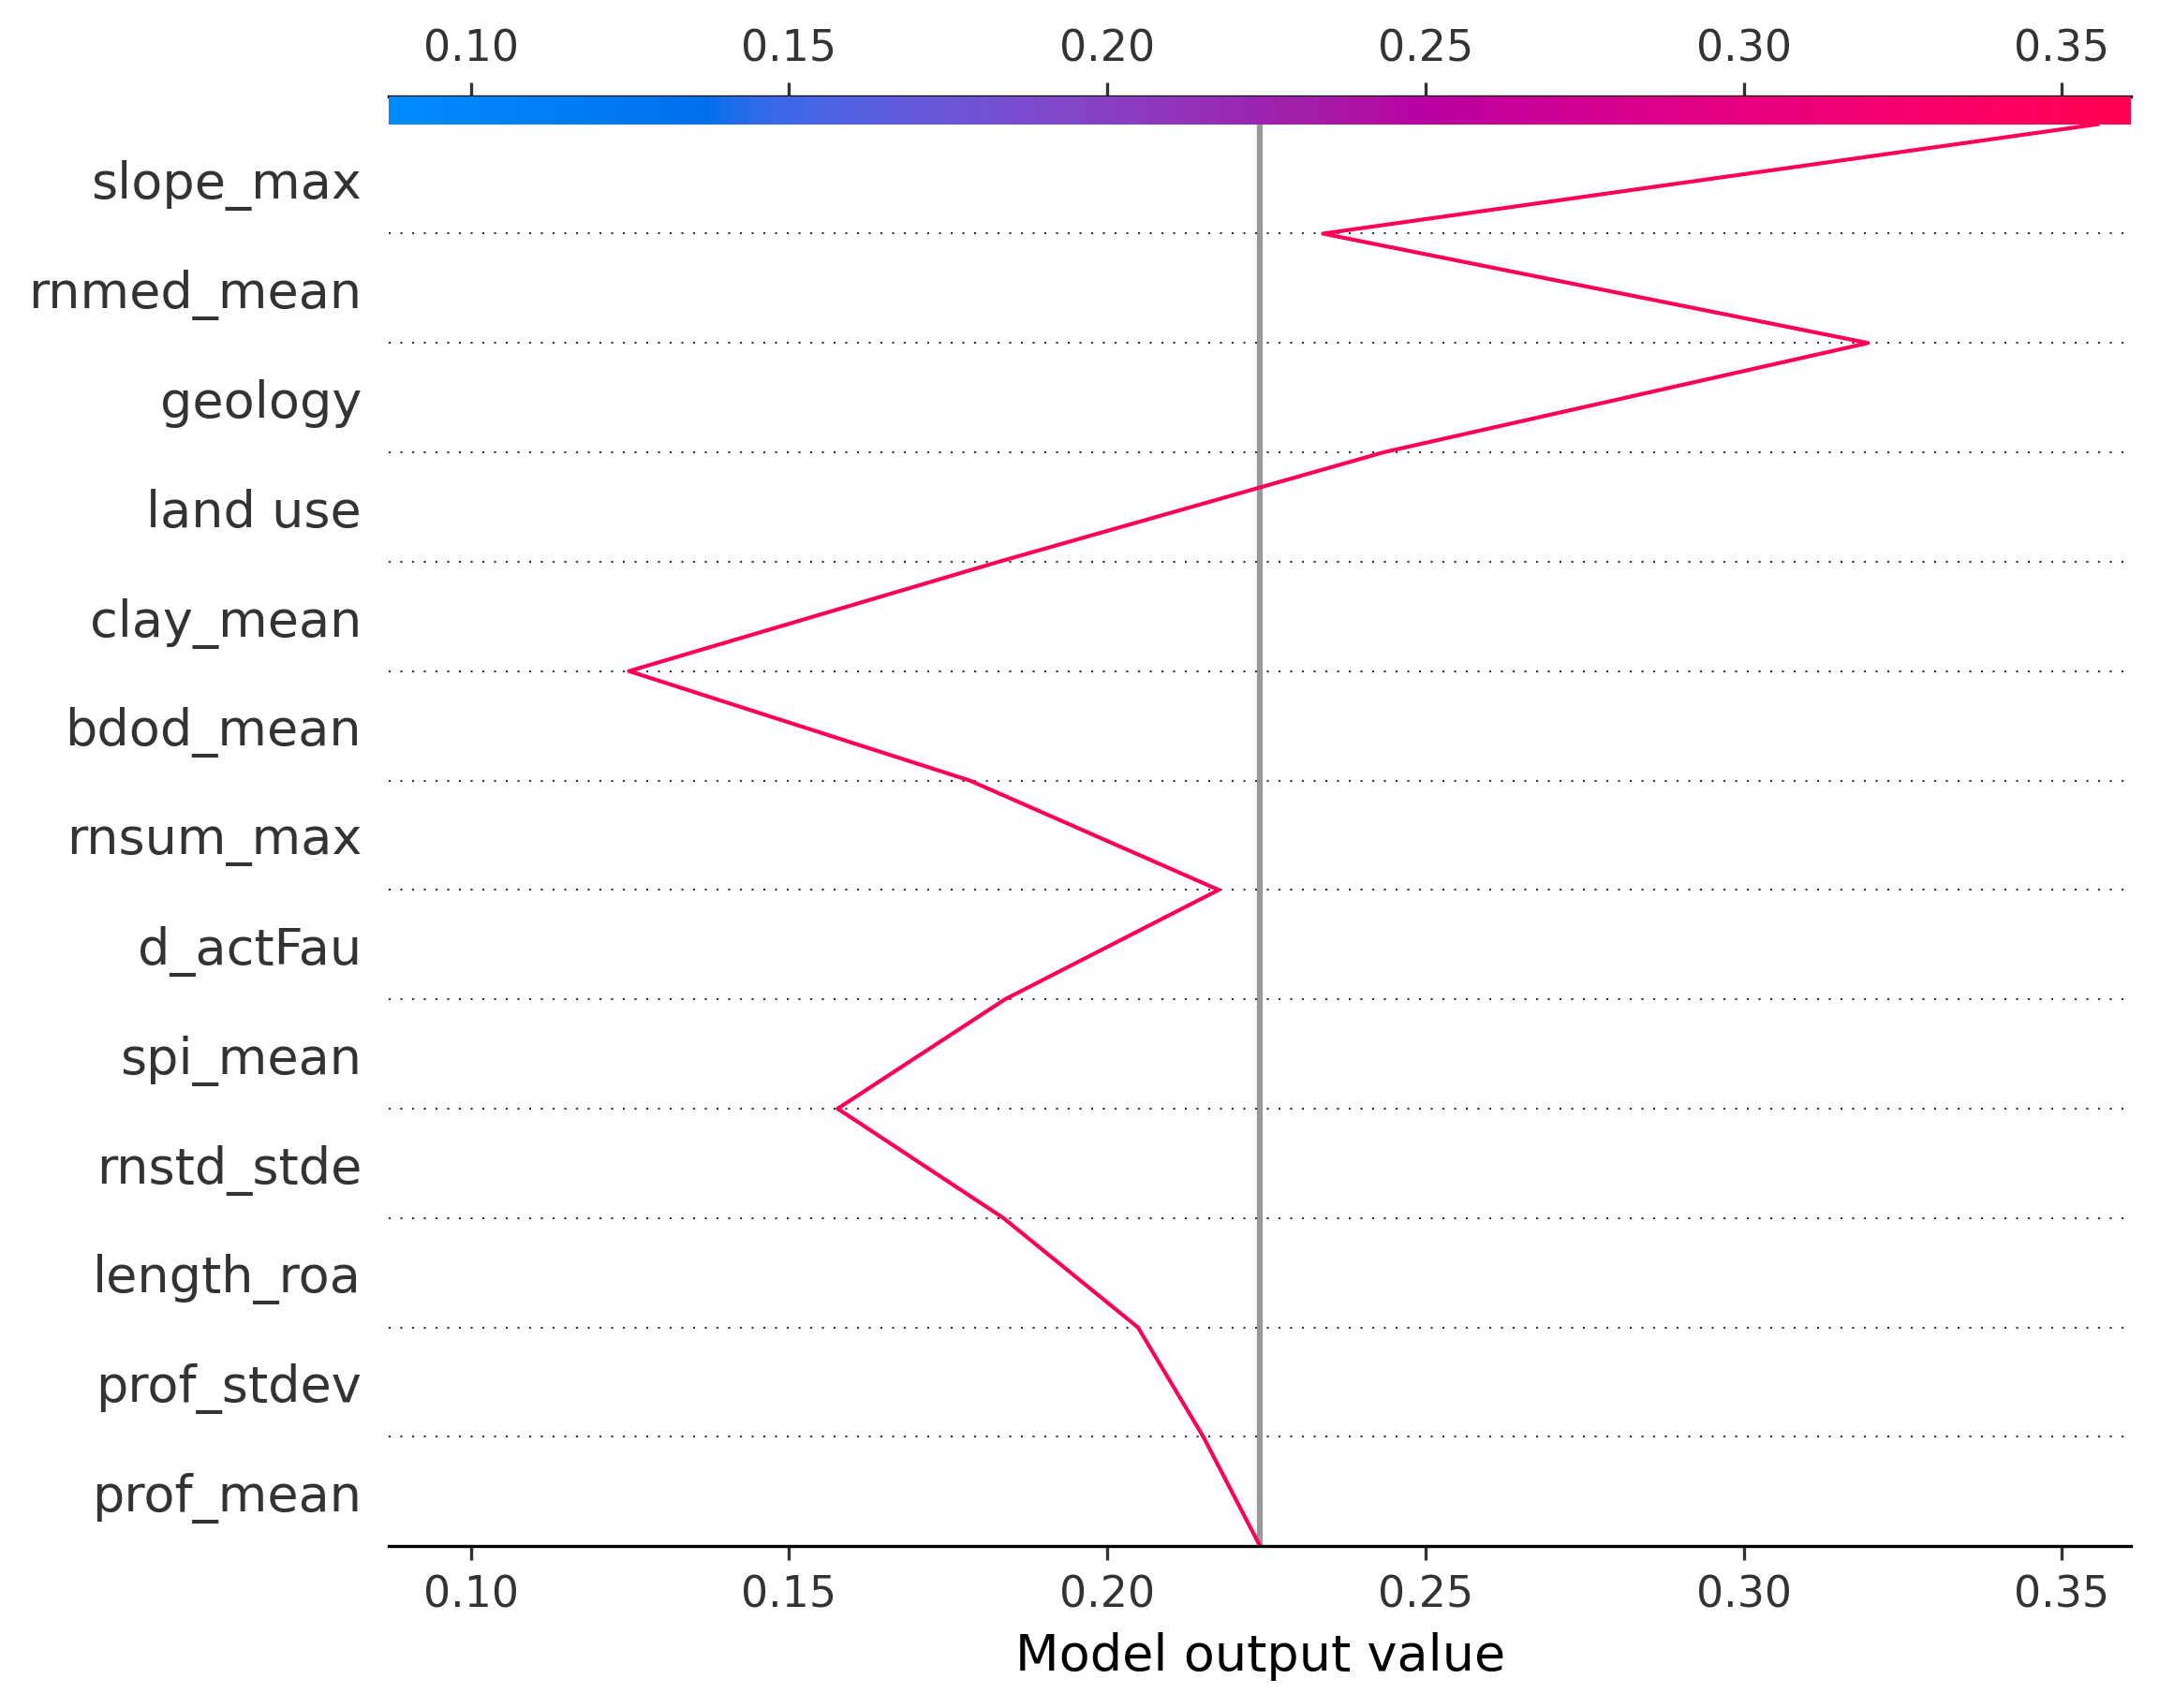 0.10 0.15 0.20 0.25 0.30 0.35
slope_max
rnmed_mean
geology
land use
clay_mean
bdod_mean
rnsum_max
d_actFau
spi_mean
rnstd_stde
length_roa
prof_stdev
prof_mean
0.10 0.15 0.20 0.25 0.30 0.35
Model output value